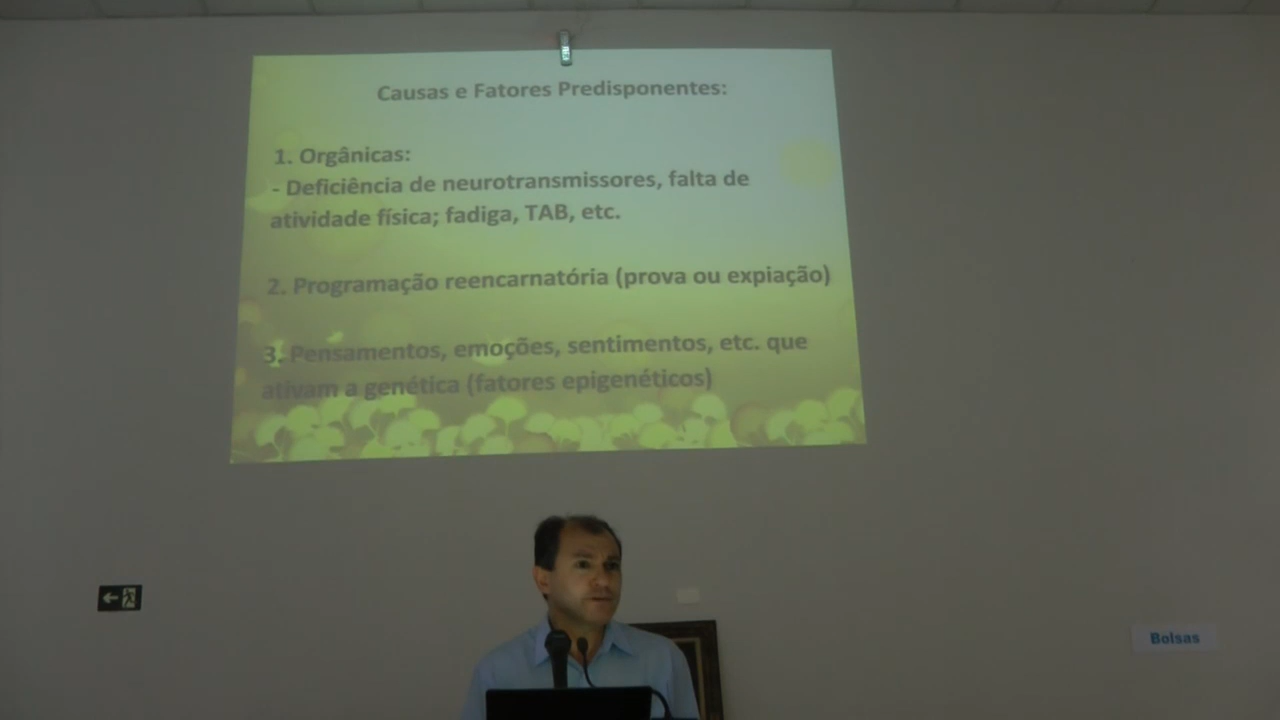 Causas e Fatores Predisponentes:
1. Orgânicas:
- Deficiência de neurotransmissores, falta de
atividade física; fadiga, TAB, etc.
2. Programação reencarnatória (prova ou expiação)
3. Pensamentos, emoções, sentimentos, etc. que
ativam a genética (fatores epigenéticos)
Bolsas